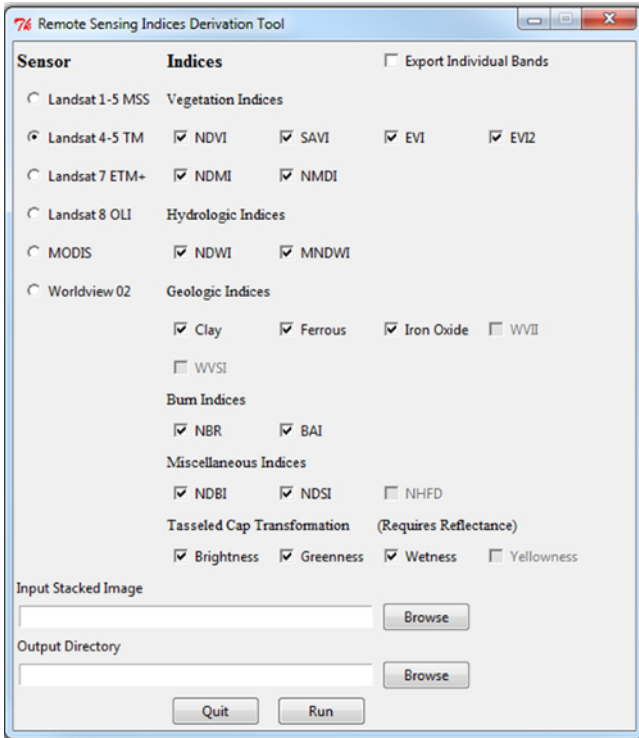 Remote Sensing Indices Derivation Tool
Sensor Indices Export Individual Bands
Landsat 1-5 MSS Vegetation Indices
Landsat 4-5 TM NDVI SAVI EVI EVI2
Landsat 7 ETM+ NDMI NMDI
Landsat 8 OLI Hydrologic Indices
MODIS NDWI MNDWI
Worldview 02 Geologic Indices
Clay Ferrous Iron Oxide WVII
WVSI
Burn Indices
NBR BAI
Miscellaneous Indices
NDBI NDSI NHFD
Tasseled Cap Transformation (Requires Reflectance)
Brightness Greenness Wetness Yellowness
Input Stacked Image
Browse
Output Directory
Browse
Quit Run